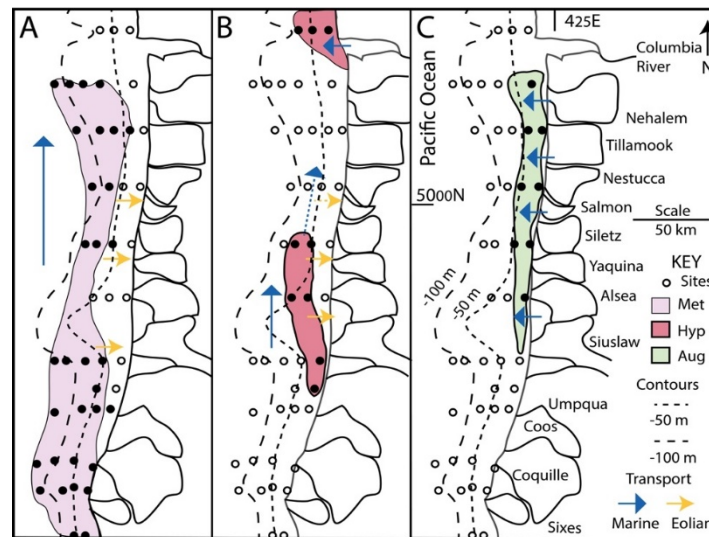 A
B
C
425E
N
Pacific Ocean
5000N
Columbia
River
Nehalem
Tillamook
Nestucca
Salmon
Siletz
Yaquina
Alsea
Siuslaw
Umpqua
Coos
Coquille
Sixes
-100 m
-50 m
Scale
50 km
KEY
Sites
Met
Hyp
Aug
Contours
-50 m
-100 m
Transport
Marine
Eolian